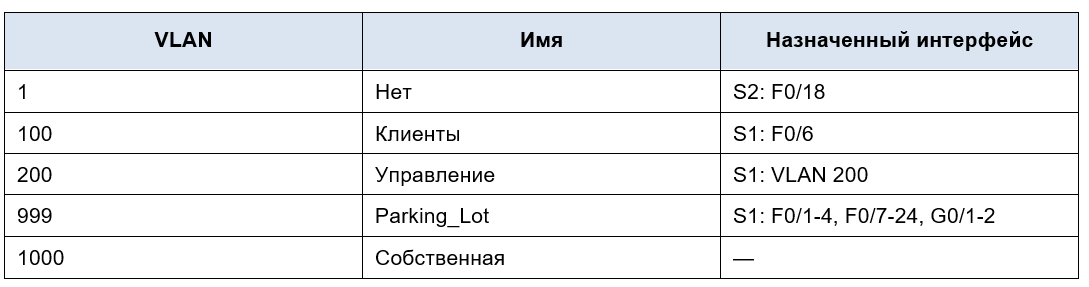 VLAN Имя Назначенный интерфейс
1 Нет S2: F0/18
100 Клиенты S1: F0/6
200 Управление S1: VLAN 200
999 Parking_Lot S1: F0/1-4, F0/7-24, G0/1-2
1000 Собственная —